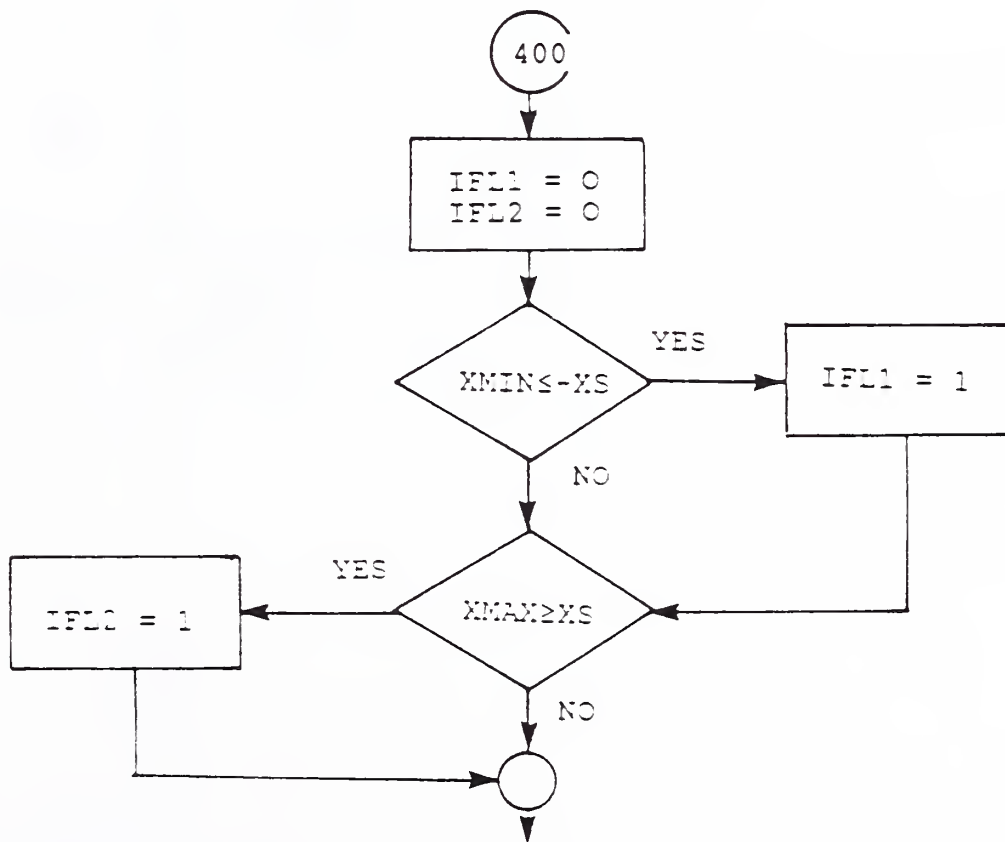 400
IFL1 = 0
IFL2 = 0
XMIN≤-XS
YES
IFL1 = 1
NO
XMAX≥XS
YES
IFL2 = 1
NO